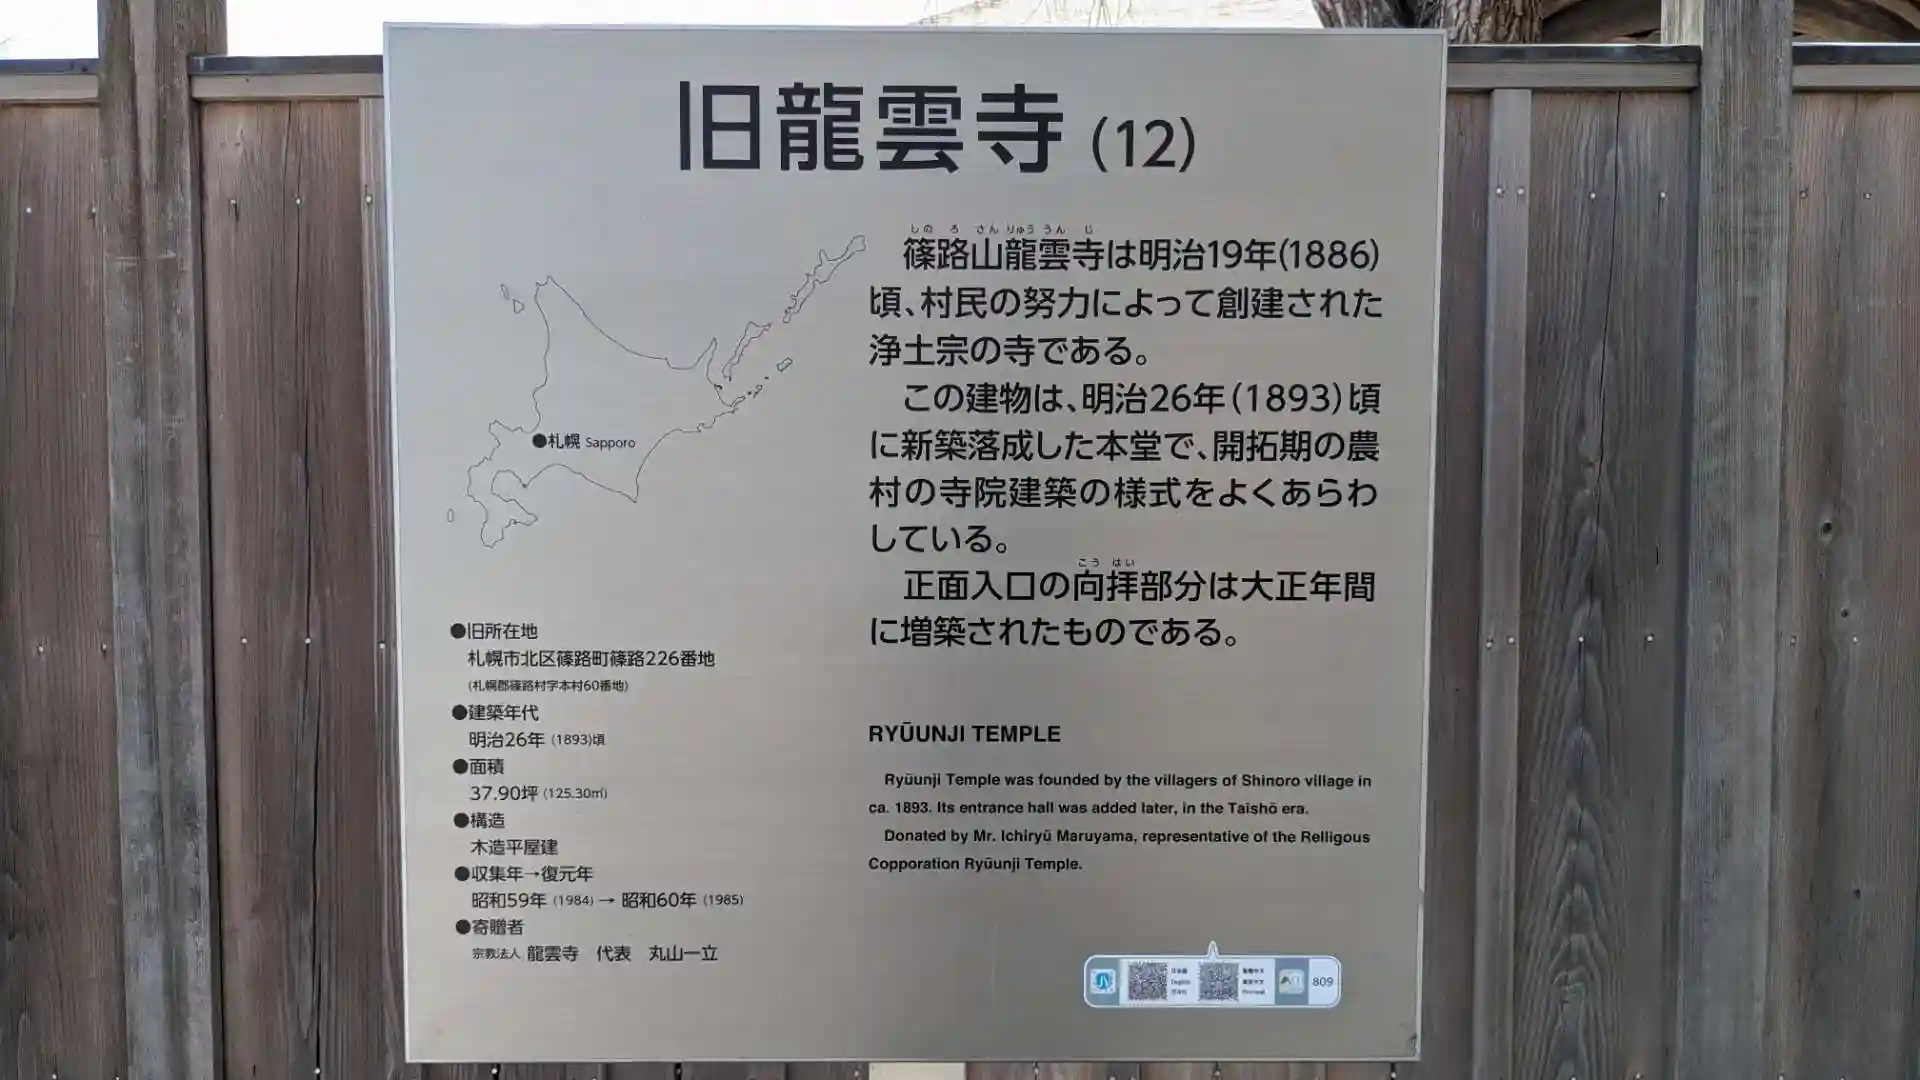 旧龍雲寺 (12)
札幌 Sapporo
しのろさんりゅううんじ
篠路山龍雲寺は明治19年(1886)
頃、村民の努力によって創建された
浄土宗の寺である。
この建物は、明治26年(1893)頃
に新築落成した本堂で、開拓期の農
村の寺院建築の様式をよくあらわ
している。
こうはい
正面入口の向拝部分は大正年間
に増築されたものである。
●旧所在地
札幌市北区篠路町篠路226番地
(札幌郡篠路村字本村60番地)
●建築年代
明治26年 (1893)頃
●面積
37.90坪 (125.30㎡)
●構造
木造平屋建
●収集年→復元年
昭和59年 (1984) → 昭和60年 (1985)
●寄贈者
宗教法人 龍雲寺 代表 丸山一立
RYŪUNJI TEMPLE
Ryūunji Temple was founded by the villagers of Shinoro village in
ca. 1893. Its entrance hall was added later, in the Taishō era.
Donated by Mr. Ichiryū Maruyama, representative of the Relligous
Copporation Ryūunji Temple.
809